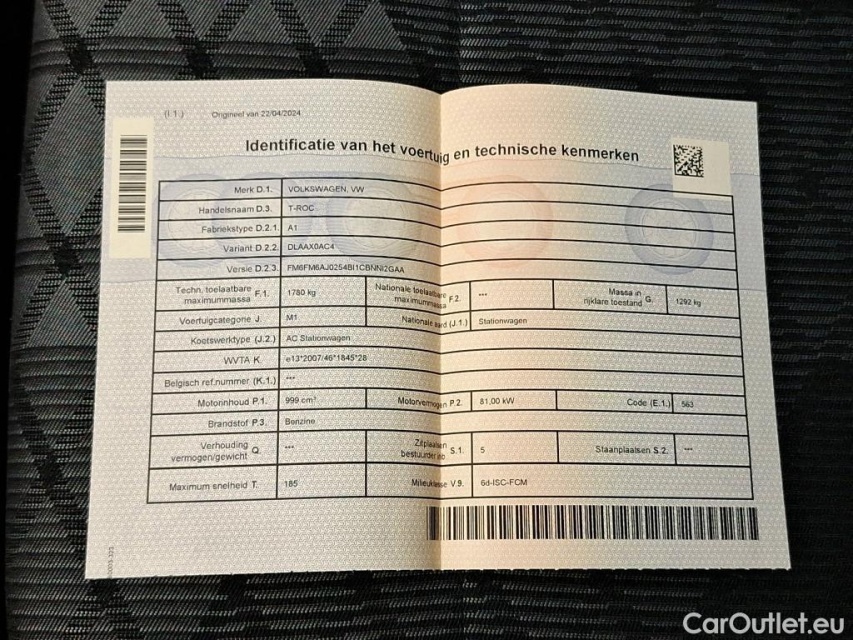 (I.1.) Origineel van 22/04/2024
Identificatie van het voertuig en technische kenmerken
Merk D.1. VOLKSWAGEN, VW
Handelsnaam D.3. T-ROC
Fabriekstype D.2.1. A1
Variant D.2.2. DLAAX0AC4
Versie D.2.3. FM6FM6AJ0254BI1CBNNI2GAA
Techn. toelaatbare maximummassa F.1. 1780 kg Nationale toelaatbare maximummassa F.2. --- Massa in rijklare toestand G. 1292 kg
Voertuigcategorie J. M1 Nationale aard (J.1.) Stationwagen
Koetswerktype (J.2.) AC Stationwagen
WVTA K. e13*2007/46*1845*28
Belgisch ref.nummer (K.1.) ---
Motorinhoud P.1. 999 cm³ Motorvermogen P.2. 81,00 kW Code (E.1.) 563
Brandstof P.3. Benzine
Verhouding vermogen/gewicht Q. --- Zitplaatsen bestuurder inb S.1. 5 Staanplaatsen S.2. ---
Maximum snelheid T. 185 Milieuklasse V.9. 6d-ISC-FCM
CarOutlet.eu